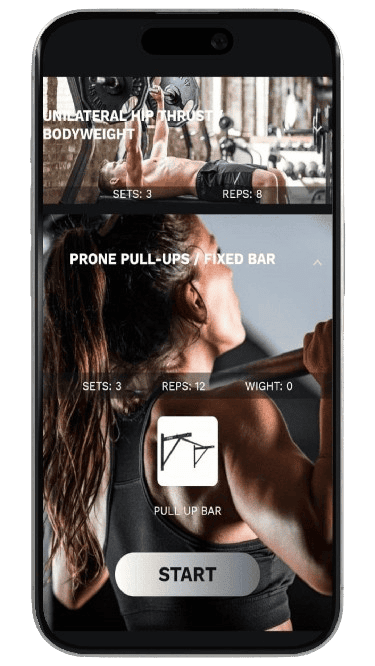 UNILATERAL HIP THRUST/
BODYWEIGHT
SETS: 3 REPS: 8
PRONE PULL-UPS / FIXED BAR
SETS: 3 REPS: 12 WIGHT: 0
PULL UP BAR
START